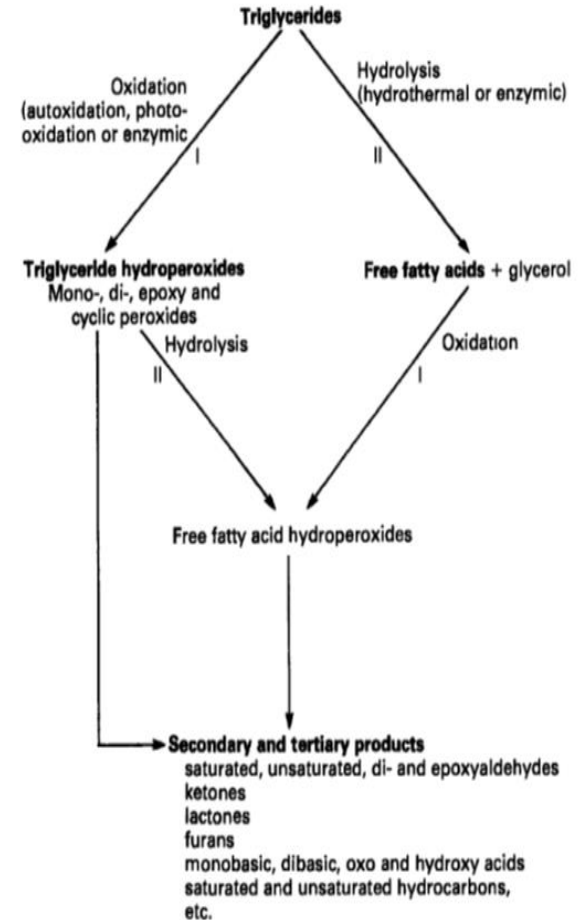 Triglycerides
Oxidation
(autoxidation, photo-
oxidation or enzymic
I
Hydrolysis
(hydrothermal or enzymic)
II
Triglyceride hydroperoxides
Mono-, di-, epoxy and
cyclic peroxides
Free fatty acids + glycerol
Hydrolysis
II
Oxidation
I
Free fatty acid hydroperoxides
Secondary and tertiary products
saturated, unsaturated, di- and epoxyaldehydes
ketones
lactones
furans
monobasic, dibasic, oxo and hydroxy acids
saturated and unsaturated hydrocarbons,
etc.